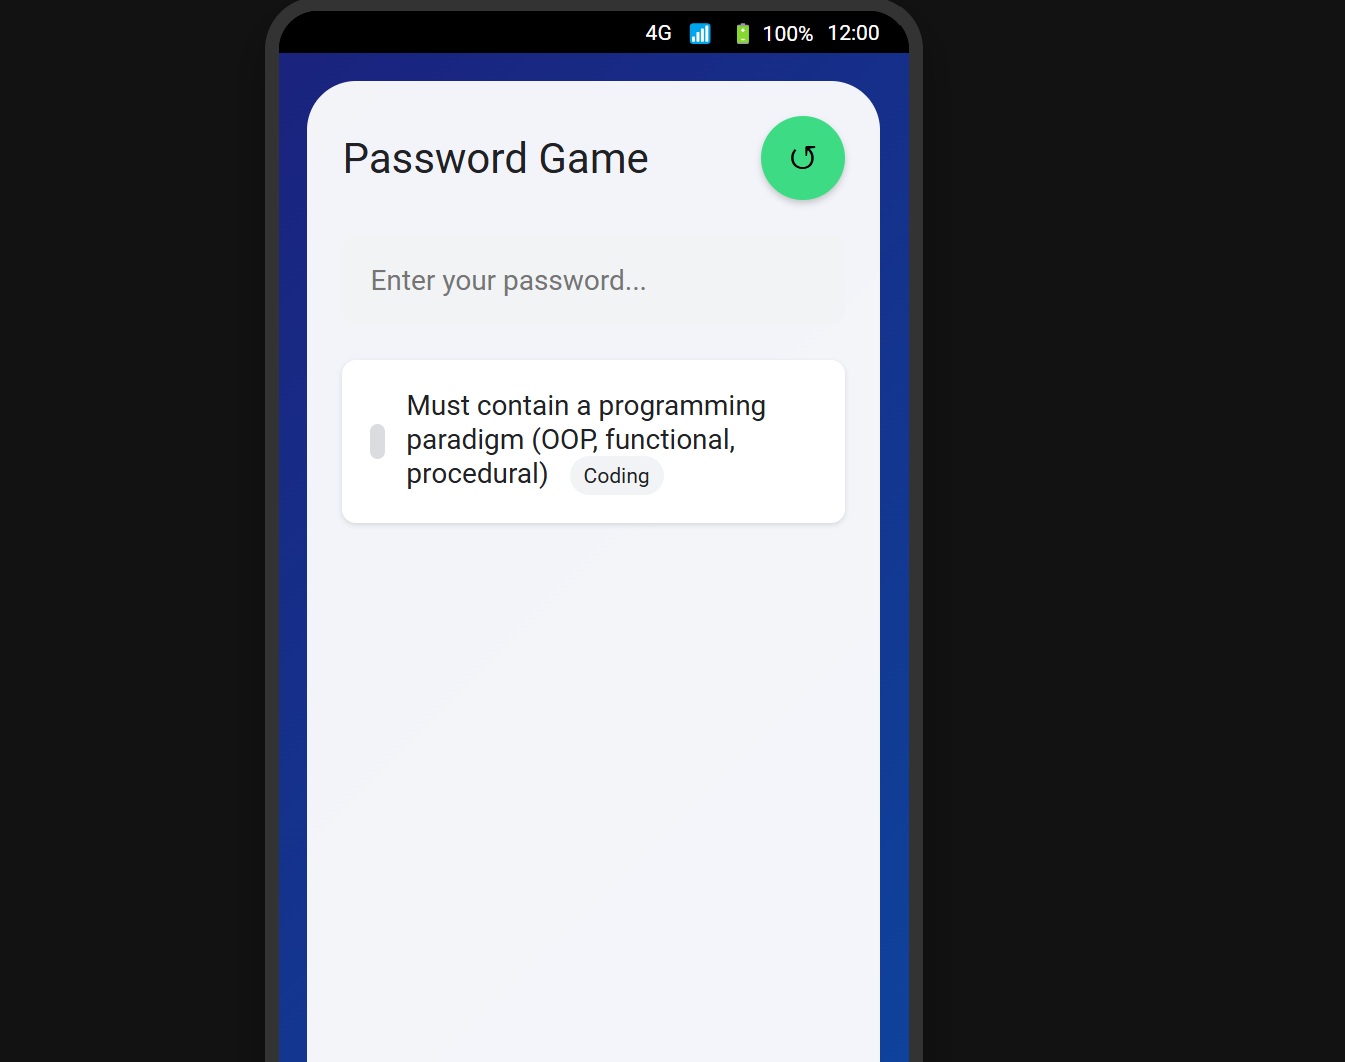 4G 100% 12:00
Password Game
↺
Enter your password...
Must contain a programming
paradigm (OOP, functional,
procedural) Coding